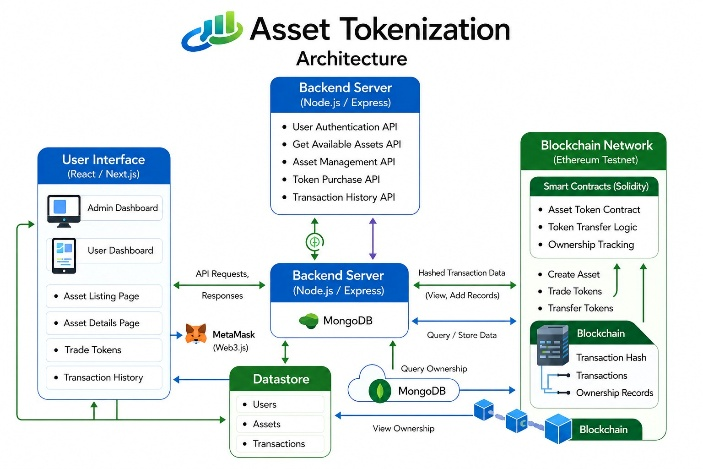 Asset Tokenization
Architecture
Backend Server
(Node.js / Express)
User Authentication API
Get Available Assets API
Asset Management API
Token Purchase API
Transaction History API
User Interface
(React / Next.js)
Admin Dashboard
User Dashboard
Asset Listing Page
Asset Details Page
Trade Tokens
Transaction History
API Requests,
Responses
MetaMask
(Web3.js)
Backend Server
(Node.js / Express)
MongoDB
Hashed Transaction Data
(View, Add Records)
Query / Store Data
Query Ownership
MongoDB
View Ownership
Datastore
Users
Assets
Transactions
Blockchain Network
(Ethereum Testnet)
Smart Contracts (Solidity)
Asset Token Contract
Token Transfer Logic
Ownership Tracking
Create Asset
Trade Tokens
Transfer Tokens
Blockchain
Transaction Hash
Transactions
Ownership Records
Blockchain